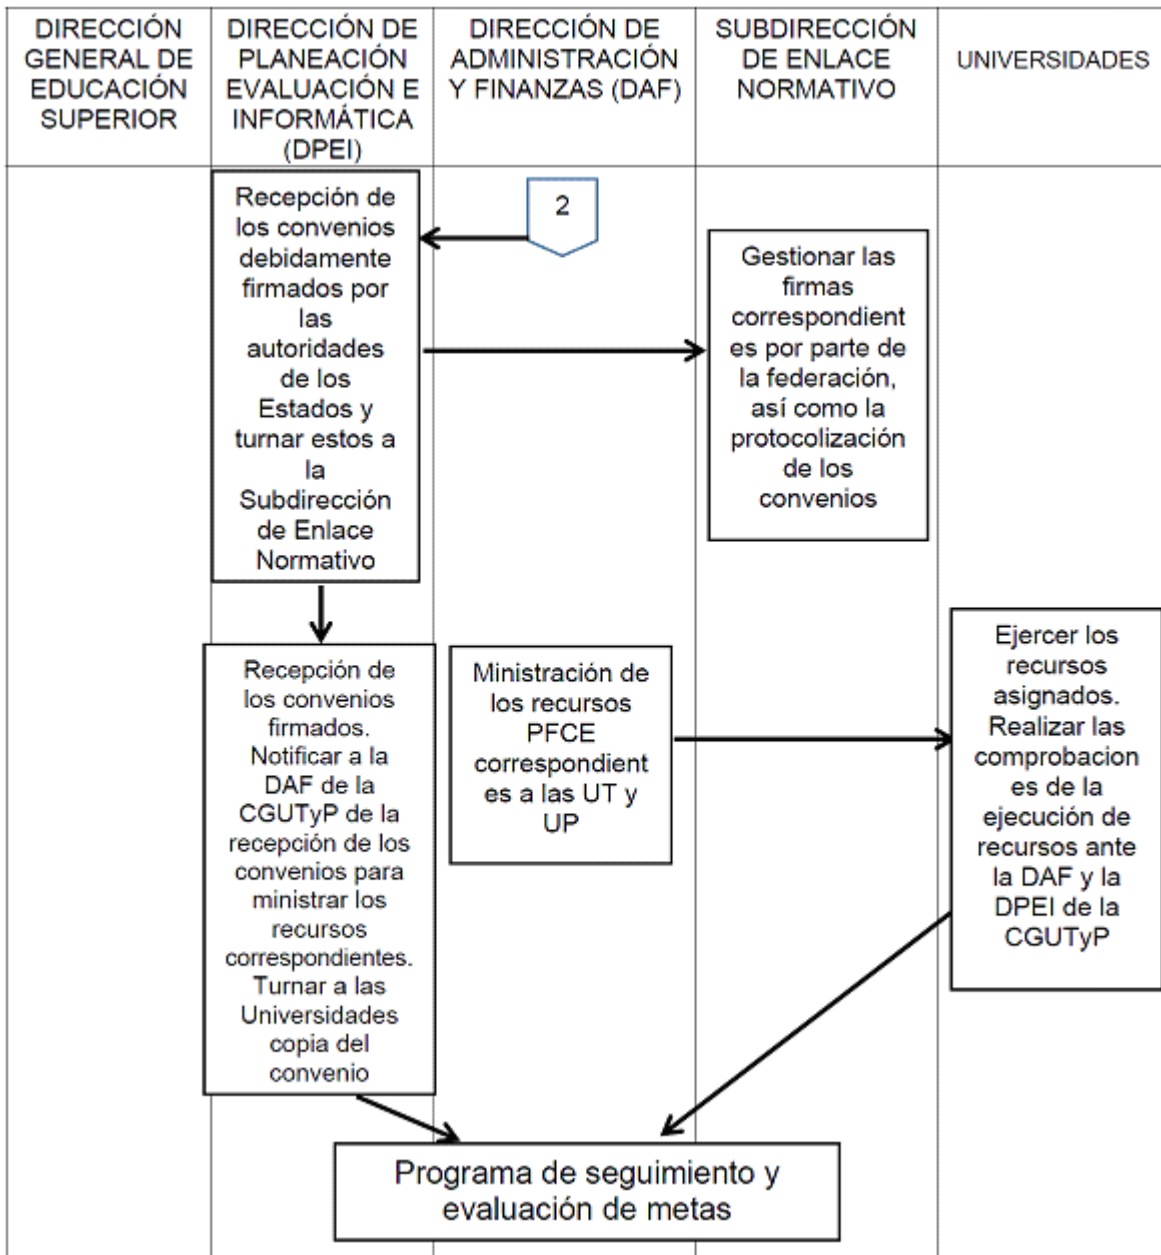 DIRECCIÓN
GENERAL DE
EDUCACIÓN
SUPERIOR
DIRECCIÓN DE
PLANEACIÓN
EVALUACIÓN E
INFORMÁTICA
(DPEI)
DIRECCIÓN DE
ADMINISTRACIÓN
Y FINANZAS (DAF)
SUBDIRECCIÓN
DE ENLACE
NORMATIVO
UNIVERSIDADES
Recepción de
los convenios
debidamente
firmados por
las
autoridades
de los
Estados y
turnar estos a
la
Subdirección
de Enlace
Normativo
2
Gestionar las
firmas
correspondient
es por parte de
la federación,
así como la
protocolización
de los
convenios
Recepción de
los convenios
firmados.
Notificar a la
DAF de la
CGUTyP de la
recepción de los
convenios para
ministrar los
recursos
correspondientes.
Turnar a las
Universidades
copia del
convenio
Ministración de
los recursos
PFCE
correspondient
es a las UT y
UP
Ejercer los
recursos
asignados.
Realizar las
comprobacion
es de la
ejecución de
recursos ante
la DAF y la
DPEI de la
CGUTyP
Programa de seguimiento y
evaluación de metas